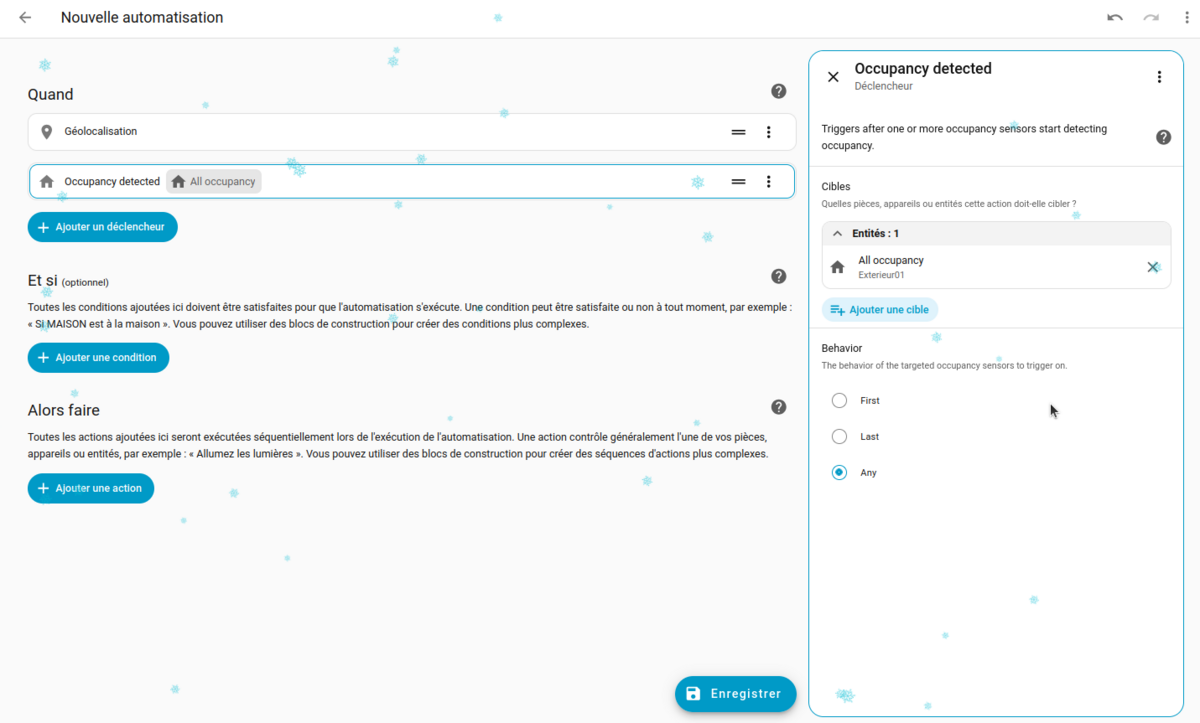 Nouvelle automatisation
Quand
Géolocalisation
Occupancy detected All occupancy
Ajouter un déclencheur
Et si (optionnel)
Toutes les conditions ajoutées ici doivent être satisfaites pour que l'automatisation s'exécute. Une condition peut être satisfaite ou non à tout moment, par exemple :
« Si MAISON est à la maison ». Vous pouvez utiliser des blocs de construction pour créer des conditions plus complexes.
Ajouter une condition
Alors faire
Toutes les actions ajoutées ici seront exécutées séquentiellement lors de l'exécution de l'automatisation. Une action contrôle généralement l'une de vos pièces,
appareils ou entités, par exemple : « Allumez les lumières ». Vous pouvez utiliser des blocs de construction pour créer des séquences d'actions plus complexes.
Ajouter une action
Enregistrer
Occupancy detected
Déclencheur
Triggers after one or more occupancy sensors start detecting
occupancy.
Cibles
Quelles pièces, appareils ou entités cette action doit-elle cibler ?
Entités : 1
All occupancy
Exterieur01
Ajouter une cible
Behavior
The behavior of the targeted occupancy sensors to trigger on.
First
Last
Any